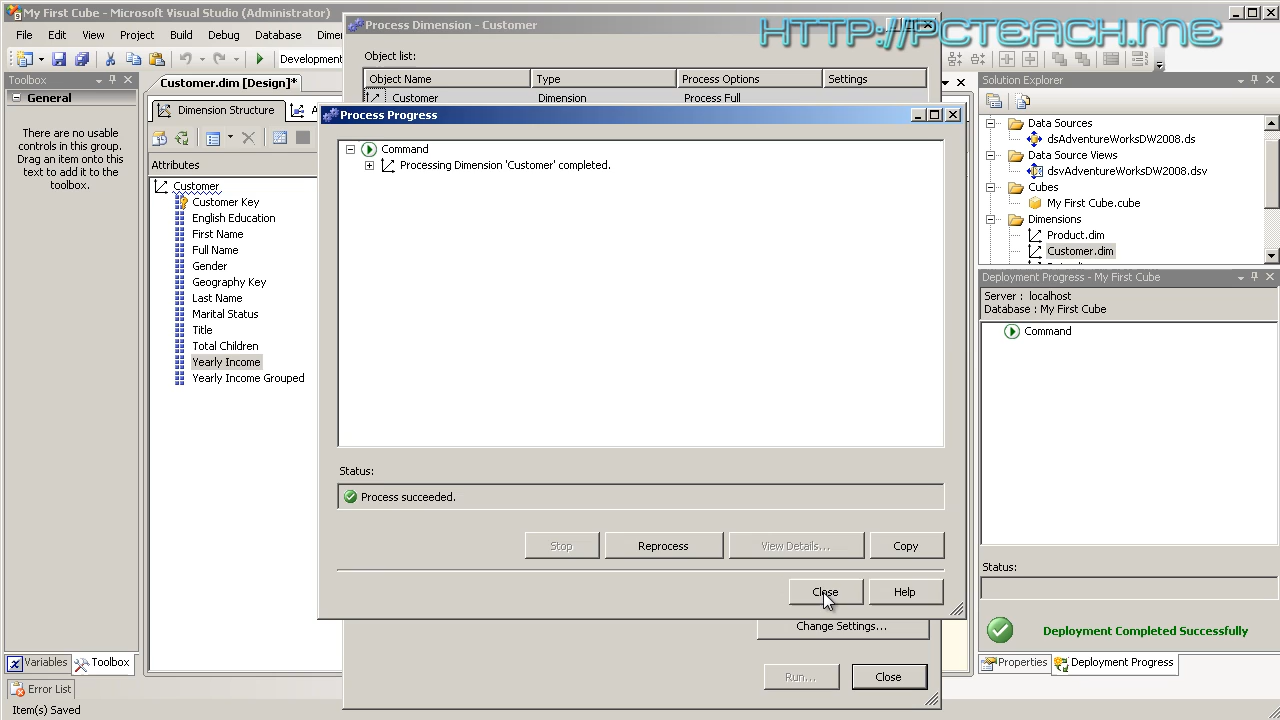 My First Cube - Microsoft Visual Studio (Administrator)
Process Dimension - Customer
HTTP://PCTEACH.ME
File
Project
Build
Developm
Toolbox
General
There are no usable
controls in this group.
Drag an item onto this
text to add it to the
toolbox.
Customer.dim [Design]*
Dimension Structure
Attributes
Customer
Customer Key
English Education
First Name
Full Name
Gender
Geography Key
Last Name
Marital Status
Title
Total Children
Yearly Income
Yearly Income Grouped
Object list:
Object Name
Type
Process Options
Settings
Customer
Dimension
Process Full
Process Progress
Command
Processing Dimension 'Customer' completed.
Status:
Process succeeded.
Stop
Reprocess
View Details...
Copy
Close
Help
Change Settings...
Run...
Close
Solution Explorer
Data Sources
dsAdventureWorksDW2008.ds
Data Source Views
dsvAdventureWorksDW2008.dsv
Cubes
My First Cube.cube
Dimensions
Product.dim
Customer.dim
Deployment Progress - My First Cube
Server : localhost
Database : My First Cube
Command
Status:
Deployment Completed Successfully
Properties
Deployment Progress
Variables
Toolbox
Error List
Item(s) Saved